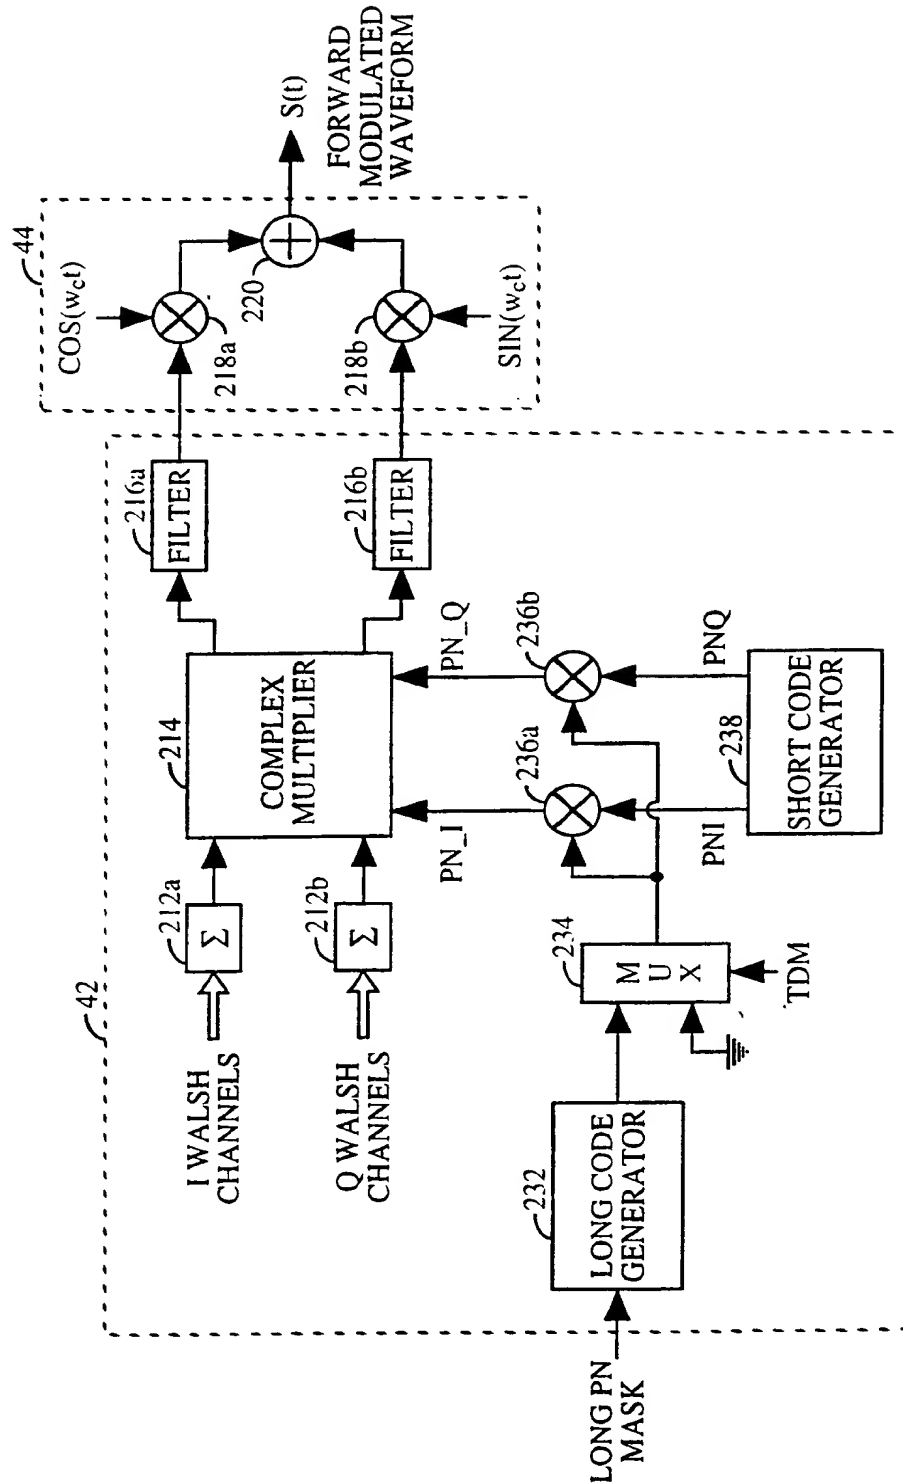 42
I WALSH
CHANNELS
212a
Σ
214
COMPLEX
MULTIPLIER
216a
FILTER
44
COS(wct)
218a
220
S(t)
FORWARD
MODULATED
WAVEFORM
Q WALSH
CHANNELS
212b
Σ
216b
FILTER
218b
SIN(wct)
PN_I
PN_Q
236a
236b
LONG PN
MASK
232
LONG CODE
GENERATOR
234
M
U
X
TDM
PNI
PNQ
238
SHORT CODE
GENERATOR